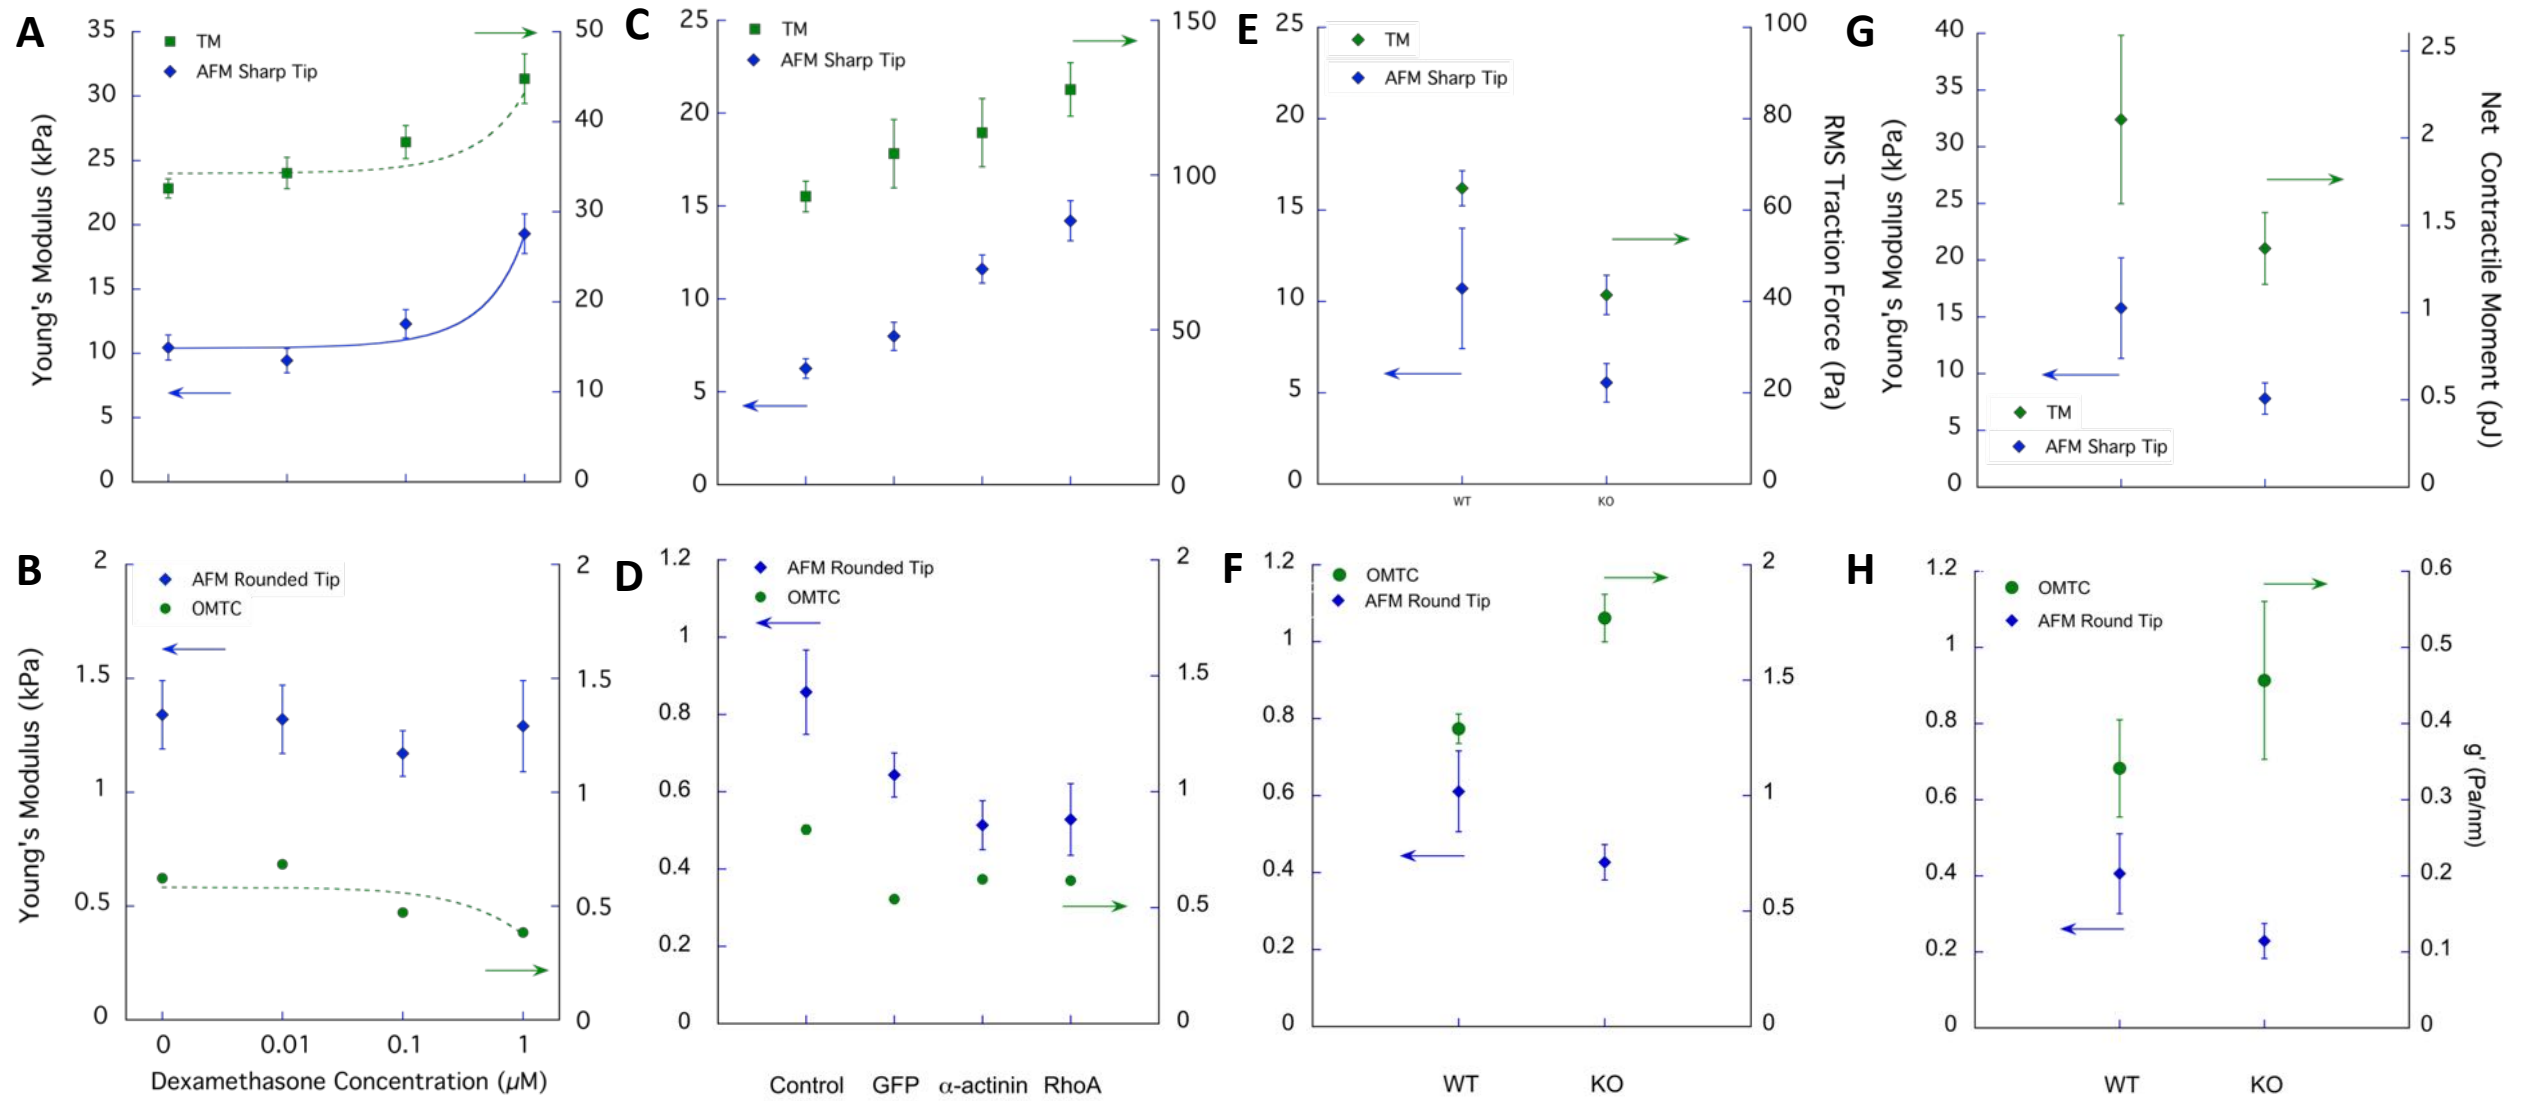 A
TM
AFM Sharp Tip
Young's Modulus (kPa)
35
30
25
20
15
10
5
0
50
40
30
20
10
0
C
TM
AFM Sharp Tip
25
20
15
10
5
0
150
100
50
0
E
TM
AFM Sharp Tip
25
20
15
10
5
0
100
80
60
40
20
0
RMS Traction Force (Pa)
WT
KO
G
Young's Modulus (kPa)
40
35
30
25
20
15
10
5
0
TM
AFM Sharp Tip
2.5
2
1.5
1
0.5
0
Net Contractile Moment (pJ)
B
AFM Rounded Tip
OMTC
Young's Modulus (kPa)
2
1.5
1
0.5
0
2
1.5
1
0.5
0
0 0.01 0.1 1
Dexamethasone Concentration (µM)
D
AFM Rounded Tip
OMTC
1.2
1
0.8
0.6
0.4
0.2
0
2
1.5
1
0.5
0
Control GFP α-actinin RhoA
F
OMTC
AFM Round Tip
1.2
1
0.8
0.6
0.4
0.2
0
2
1.5
1
0.5
0
WT KO
H
OMTC
AFM Round Tip
1.2
1
0.8
0.6
0.4
0.2
0
0.6
0.5
0.4
0.3
0.2
0.1
0
g' (Pa/nm)
WT KO